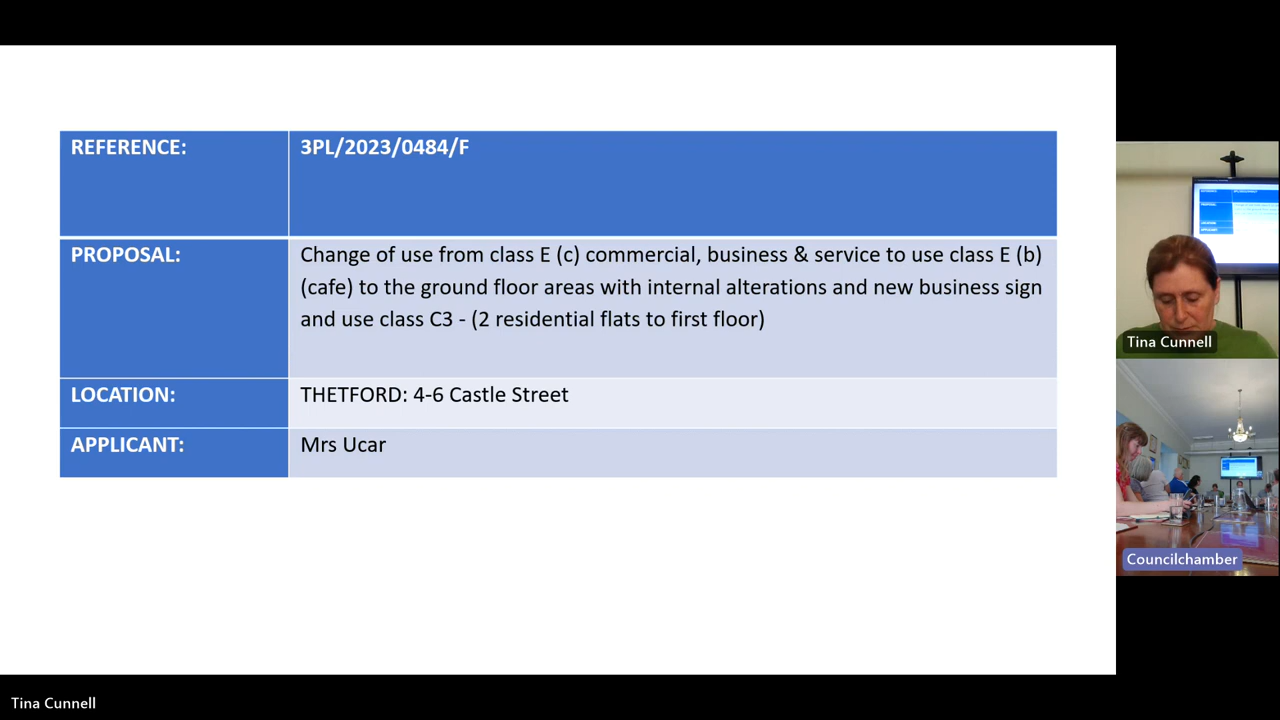 REFERENCE:
3PL/2023/0484/F
PROPOSAL:
Change of use from class E (c) commercial, business & service to use class E (b)
(cafe) to the ground floor areas with internal alterations and new business sign
and use class C3 - (2 residential flats to first floor)
LOCATION:
THETFORD: 4-6 Castle Street
APPLICANT:
Mrs Ucar
Tina Cunnell
Councilchamber
Tina Cunnell